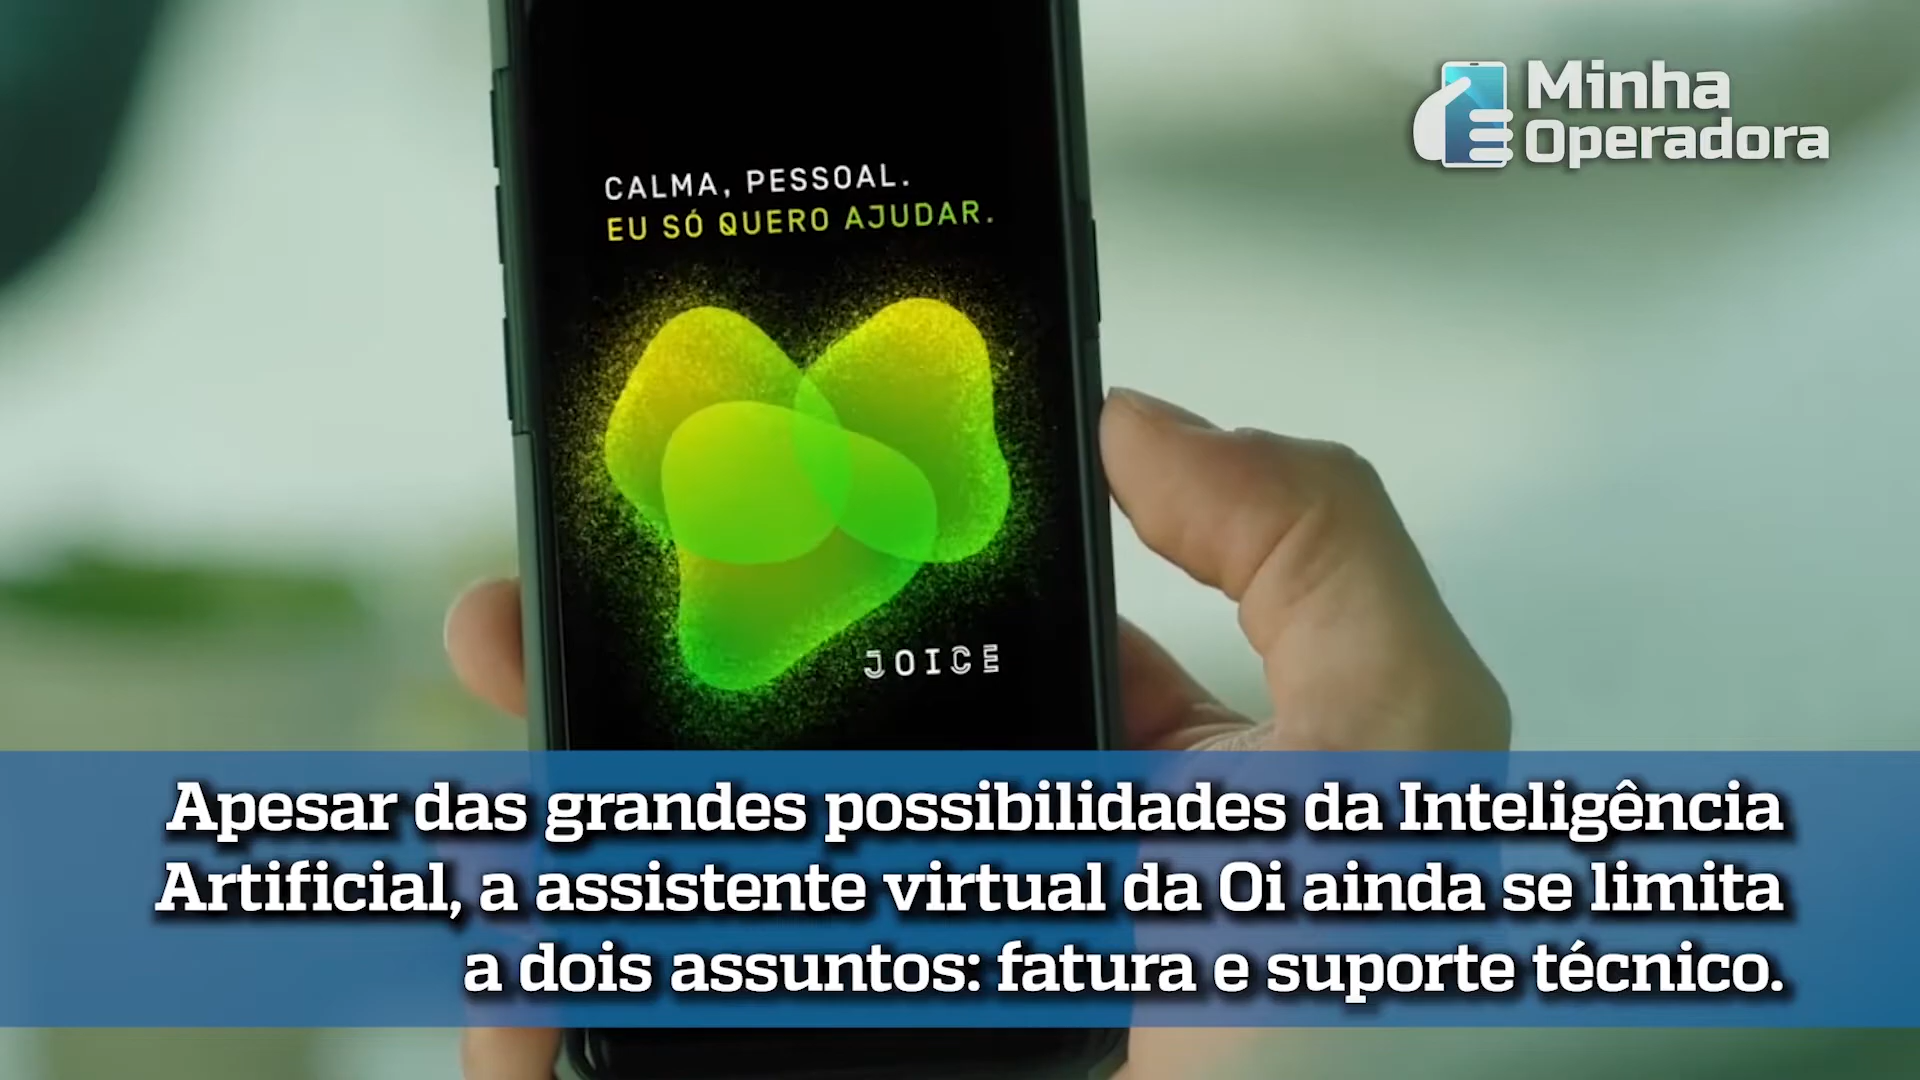 Minha
Operadora
CALMA, PESSOAL.
EU SÓ QUERO AJUDAR.
JOICE
Apesar das grandes possibilidades da Inteligência
Artificial, a assistente virtual da Oi ainda se limita
a dois assuntos: fatura e suporte técnico.